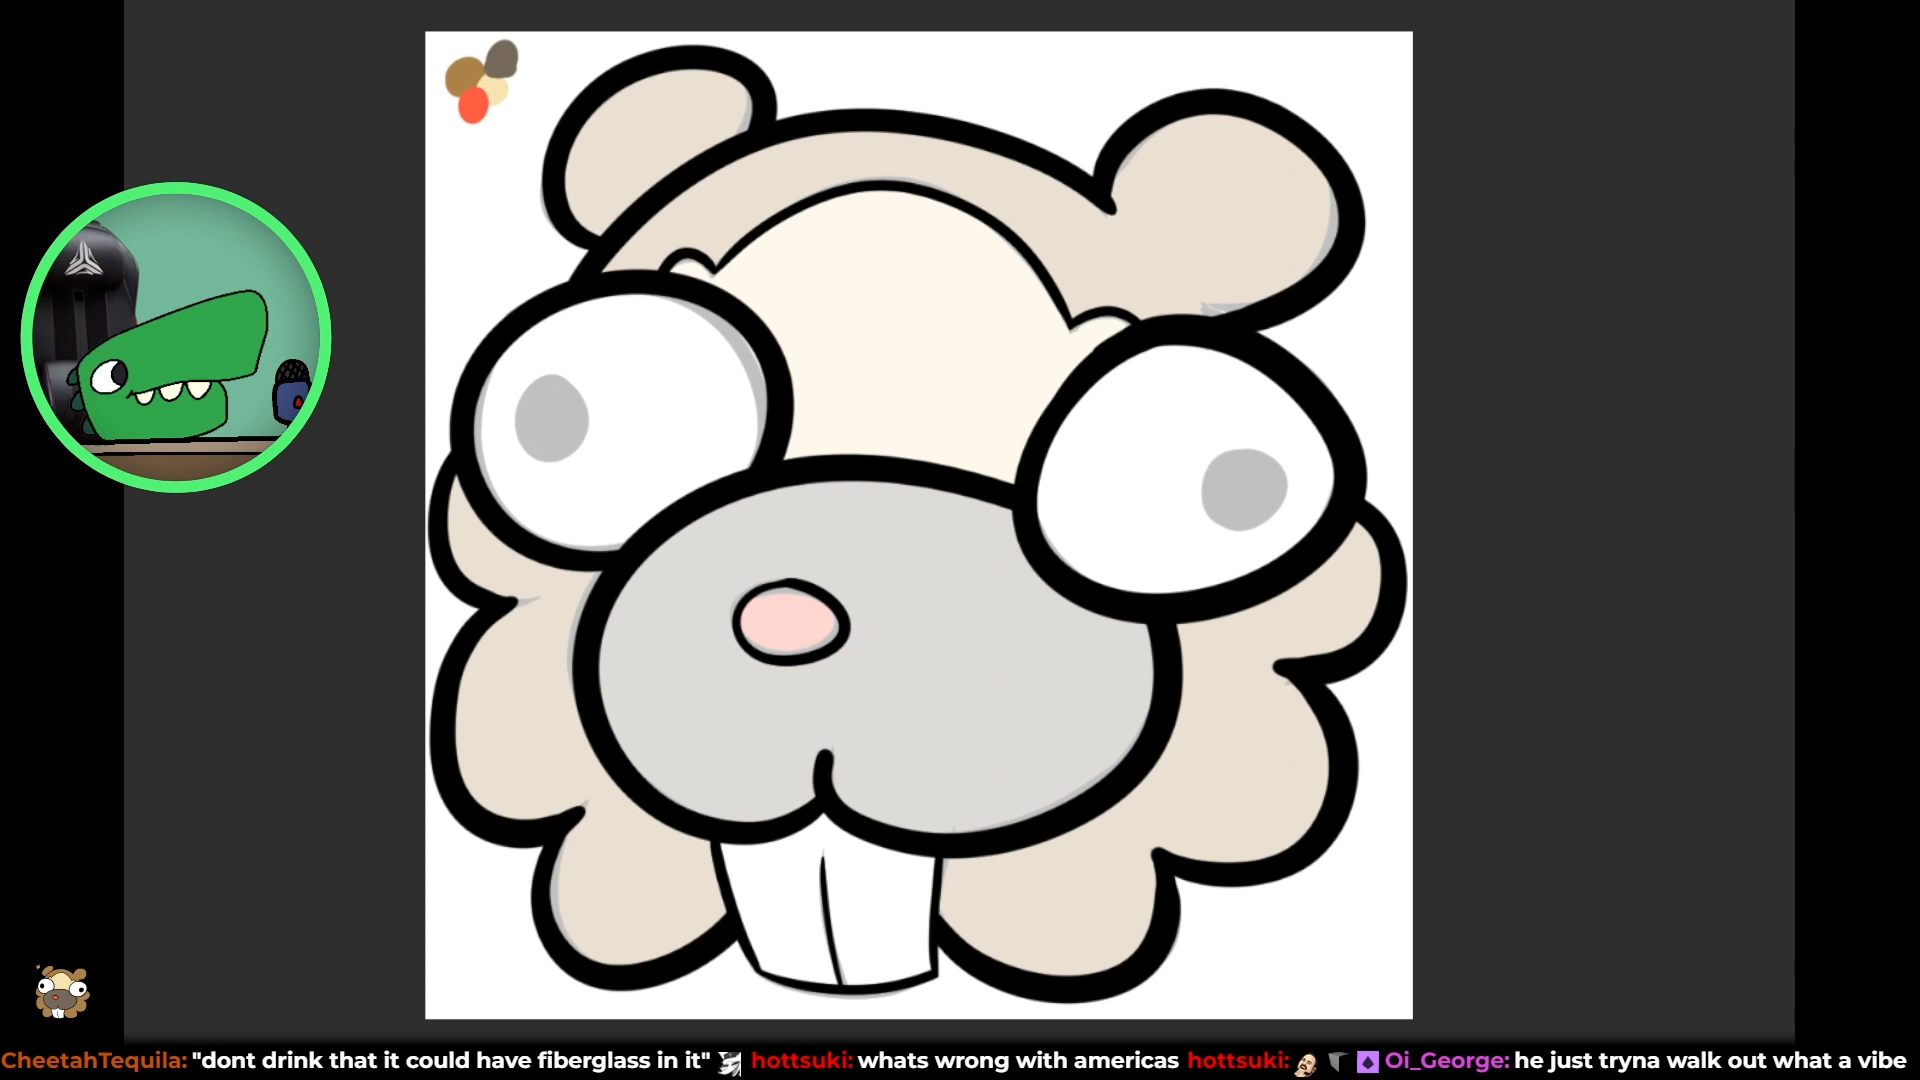 CheetahTequila: "dont drink that it could have fiberglass in it" hottsuki: whats wrong with americas hottsuki: Oi_George: he just tryna walk out what a vibe